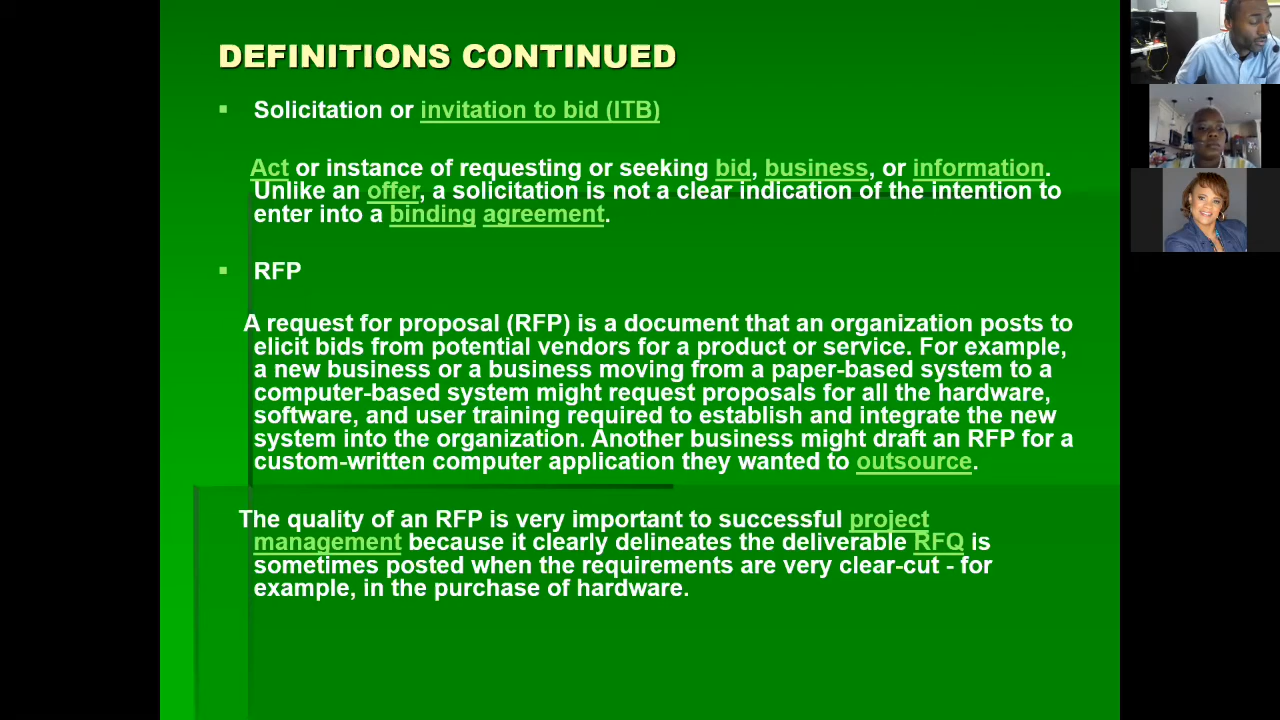 DEFINITIONS CONTINUED
▪ Solicitation or invitation to bid (ITB)
Act or instance of requesting or seeking bid, business, or information.
Unlike an offer, a solicitation is not a clear indication of the intention to
enter into a binding agreement.
▪ RFP
A request for proposal (RFP) is a document that an organization posts to
elicit bids from potential vendors for a product or service. For example,
a new business or a business moving from a paper-based system to a
computer-based system might request proposals for all the hardware,
software, and user training required to establish and integrate the new
system into the organization. Another business might draft an RFP for a
custom-written computer application they wanted to outsource.
The quality of an RFP is very important to successful project
management because it clearly delineates the deliverable RFQ is
sometimes posted when the requirements are very clear-cut - for
example, in the purchase of hardware.